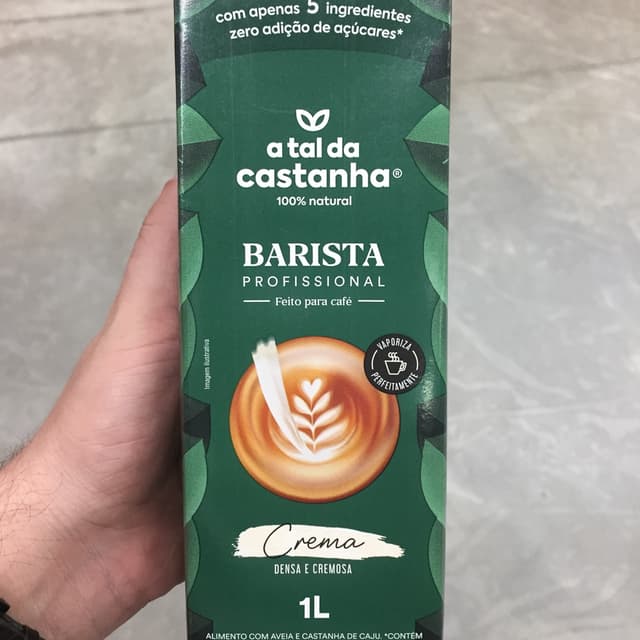 com apenas 5 ingredientes
zero adição de açúcares*
a tal da
castanha®
100% natural
BARISTA
PROFISSIONAL
Feito para café
Imagem ilustrativa
VAPORIZA
PERFEITAMENTE
Crema
DENSA E CREMOSA
1L
ALIMENTO COM AVEIA E CASTANHA DE CAJU. *CONTÉM